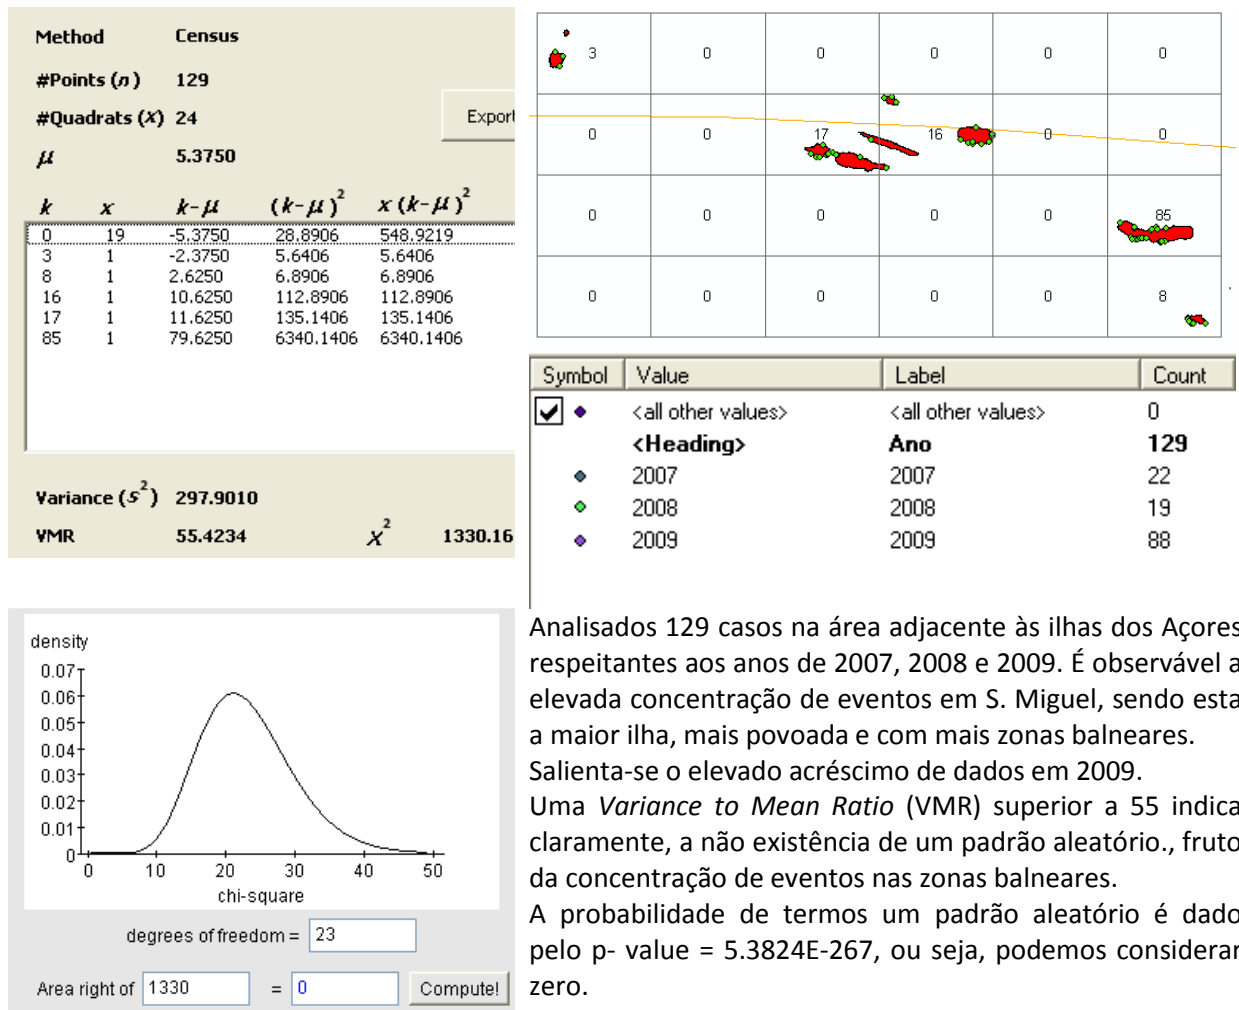 Method Census
#Points (n) 129
#Quadrats (x) 24
Export
μ 5.3750
k x k-μ (k-μ)² x (k-μ)²
0 19 -5.3750 28.8906 548.9219
3 1 -2.3750 5.6406 5.6406
8 1 2.6250 6.8906 6.8906
16 1 10.6250 112.8906 112.8906
17 1 11.6250 135.1406 135.1406
85 1 79.6250 6340.1406 6340.1406
Variance (s²) 297.9010
VMR 55.4234 χ² 1330.16
3 0 0 0 0 0
0 0 17 16 0 0
0 0 0 0 0 85
0 0 0 0 0 8
Symbol Value Label Count
<all other values> <all other values> 0
<Heading> Ano 129
2007 2007 22
2008 2008 19
2009 2009 88
density
0.07
0.06
0.05
0.04
0.03
0.02
0.01
0
0 10 20 30 40 50
chi-square
degrees of freedom = 23
Area right of 1330 = 0 Compute!
Analisados 129 casos na área adjacente às ilhas dos Açores
respeitantes aos anos de 2007, 2008 e 2009. É observável a
elevada concentração de eventos em S. Miguel, sendo esta
a maior ilha, mais povoada e com mais zonas balneares.
Salienta-se o elevado acréscimo de dados em 2009.
Uma Variance to Mean Ratio (VMR) superior a 55 indica
claramente, a não existência de um padrão aleatório., fruto
da concentração de eventos nas zonas balneares.
A probabilidade de termos um padrão aleatório é dado
pelo p- value = 5.3824E-267, ou seja, podemos considerar
zero.